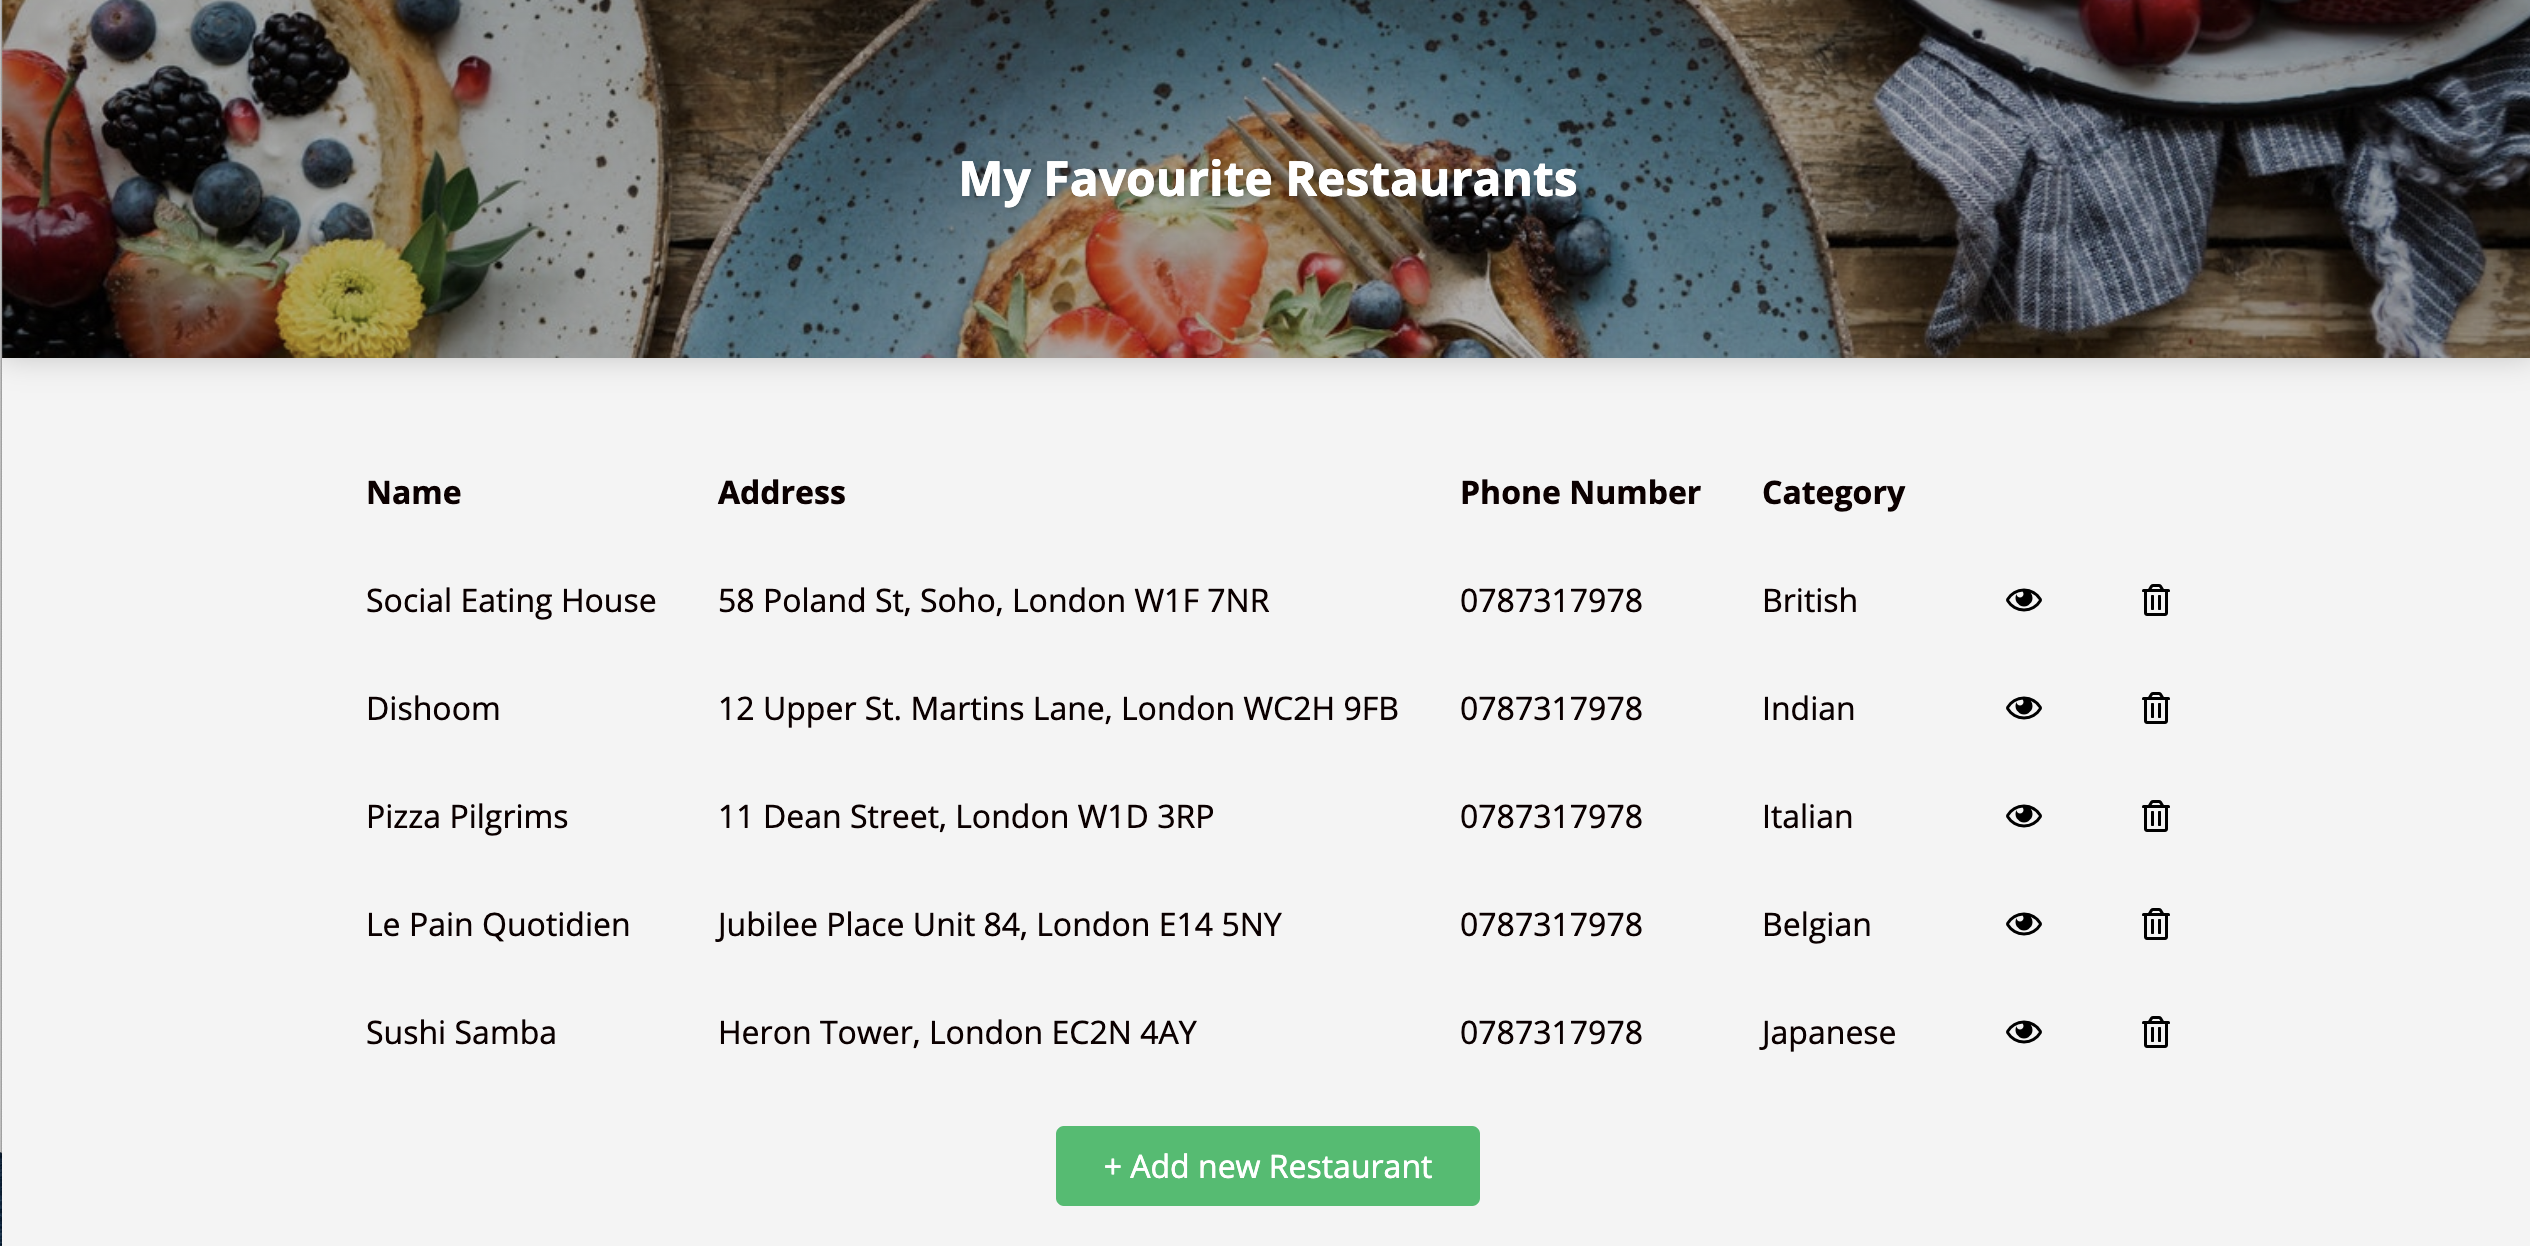 My Favourite Restaurants
Name Address Phone Number Category
Social Eating House 58 Poland St, Soho, London W1F 7NR 0787317978 British
Dishoom 12 Upper St. Martins Lane, London WC2H 9FB 0787317978 Indian
Pizza Pilgrims 11 Dean Street, London W1D 3RP 0787317978 Italian
Le Pain Quotidien Jubilee Place Unit 84, London E14 5NY 0787317978 Belgian
Sushi Samba Heron Tower, London EC2N 4AY 0787317978 Japanese
+ Add new Restaurant